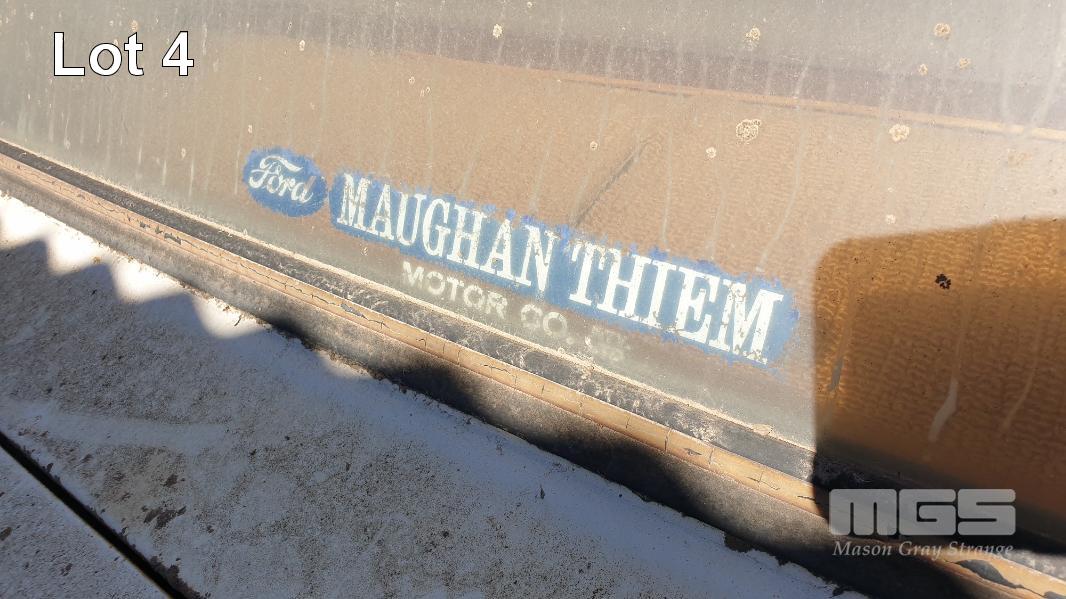 Lot 4
Ford
MAUGHAN THIEM
MOTOR CO.
MGS
Mason Gray Strange